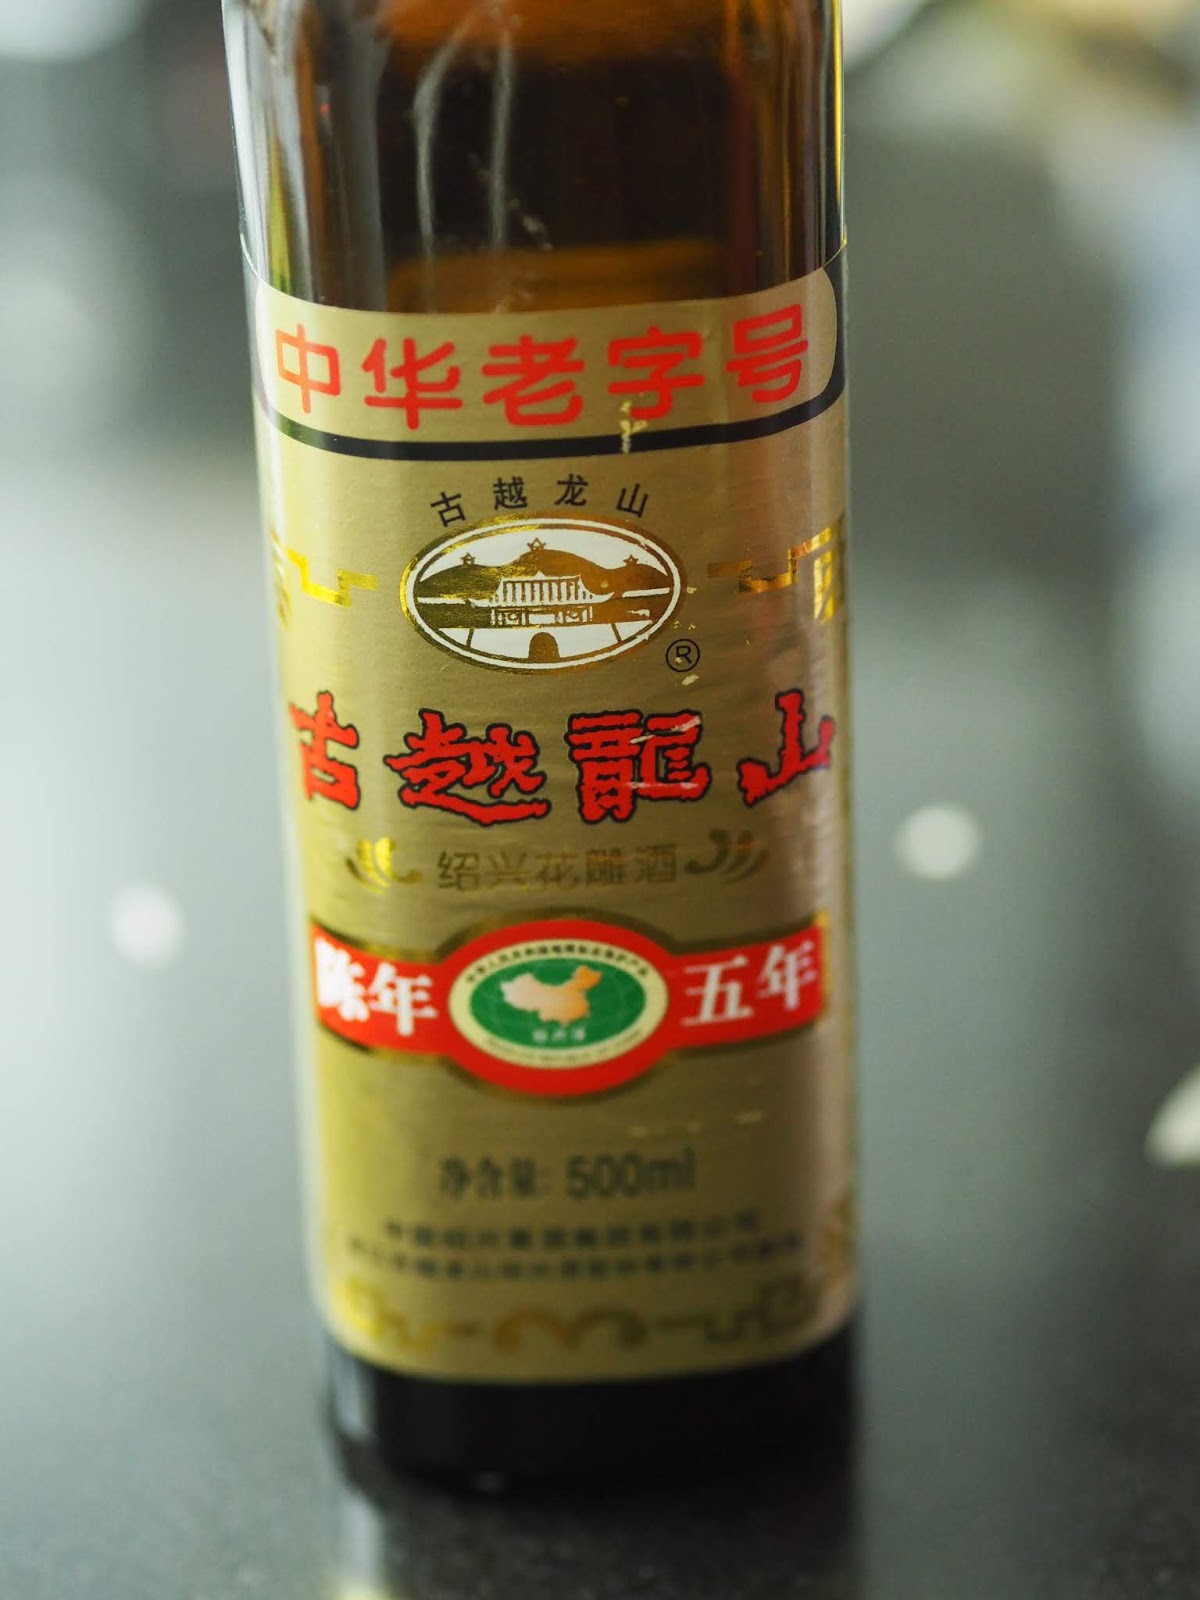 中华老字号
古越龙山
®
古越龍山
绍兴花雕酒
陈年 五年
净含量: 500ml